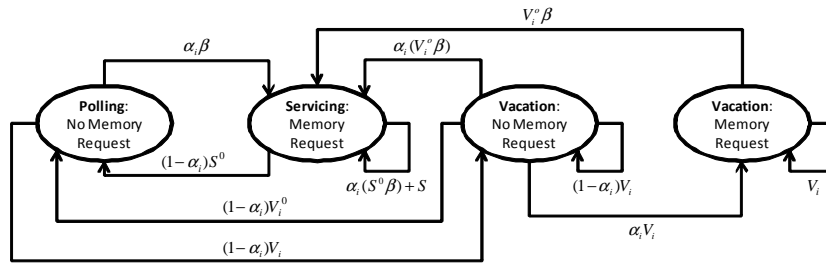 V_i^o β
α_i β
α_i (V_i^o β)
Polling:
No Memory
Request
Servicing:
Memory
Request
Vacation:
No Memory
Request
Vacation:
Memory
Request
(1−α_i)S^0
α_i (S^0 β) + S
(1−α_i)V_i
V_i
(1−α_i)V_i^0
α_i V_i
(1−α_i)V_i